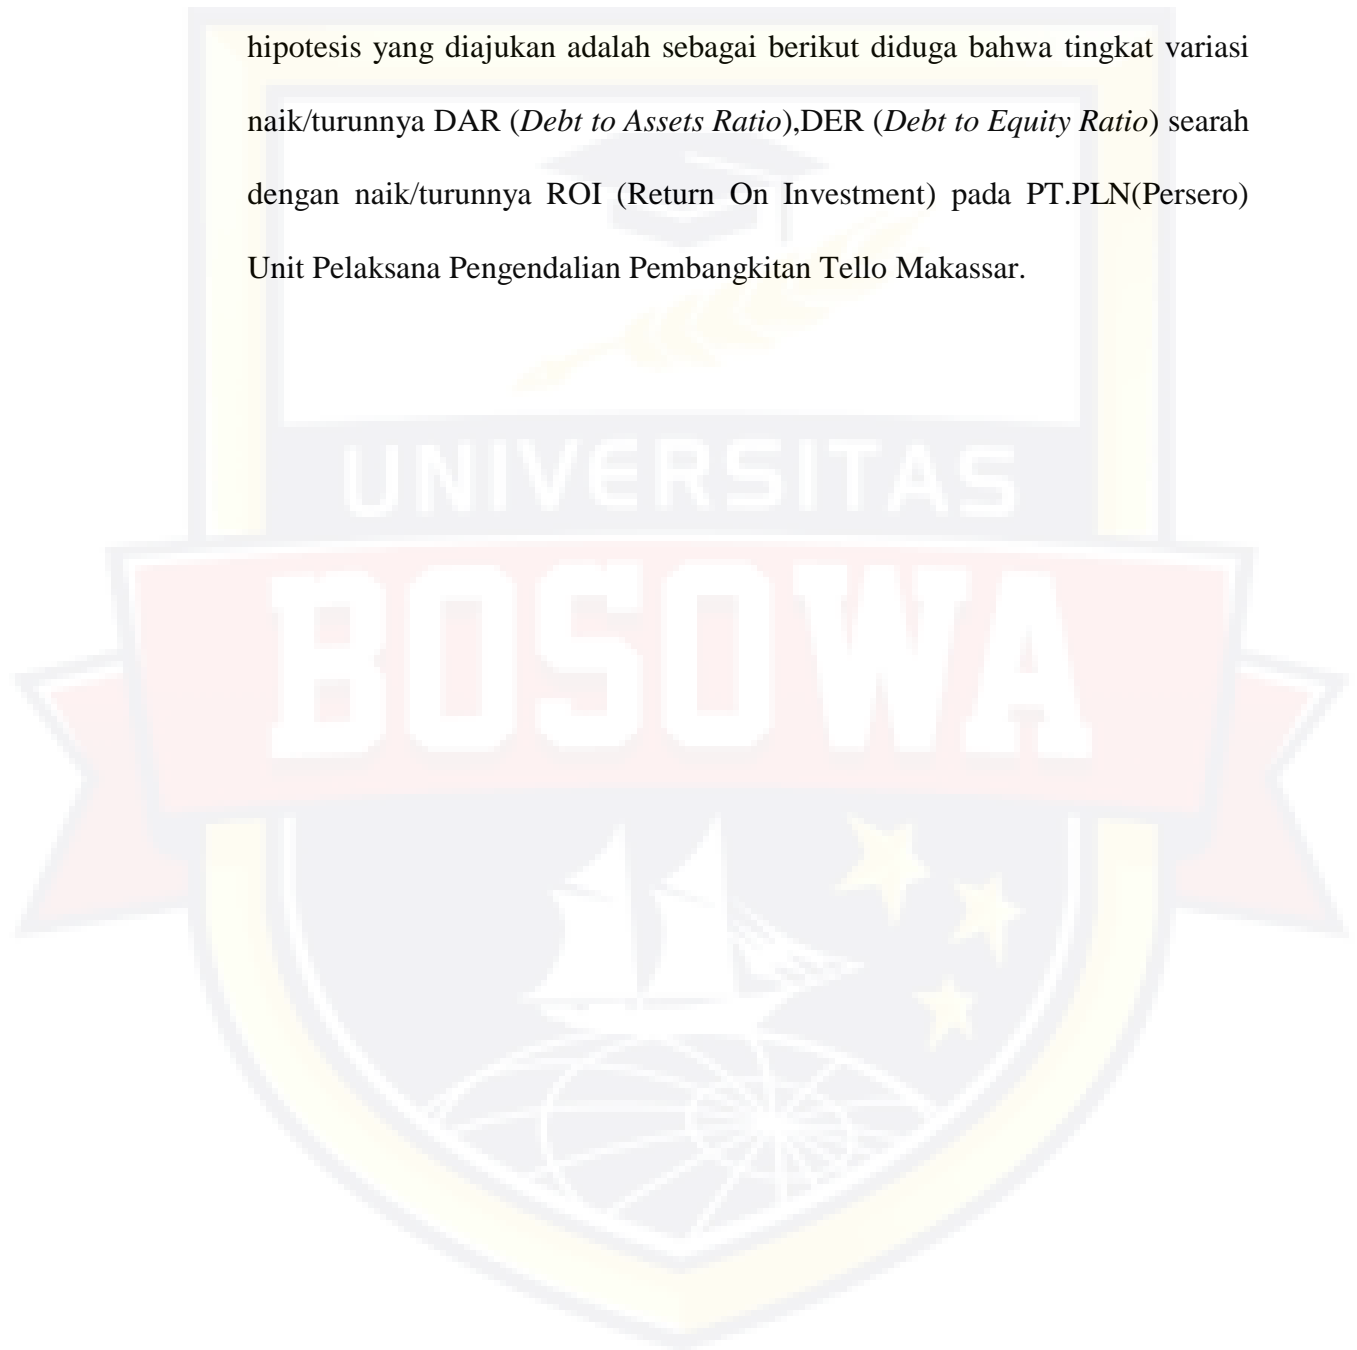 hipotesis yang diajukan adalah sebagai berikut diduga bahwa tingkat variasi
naik/turunnya DAR (Debt to Assets Ratio),DER (Debt to Equity Ratio) searah
dengan naik/turunnya ROI (Return On Investment) pada PT.PLN(Persero)
Unit Pelaksana Pengendalian Pembangkitan Tello Makassar.
UNIVERSITAS
BOSOWA